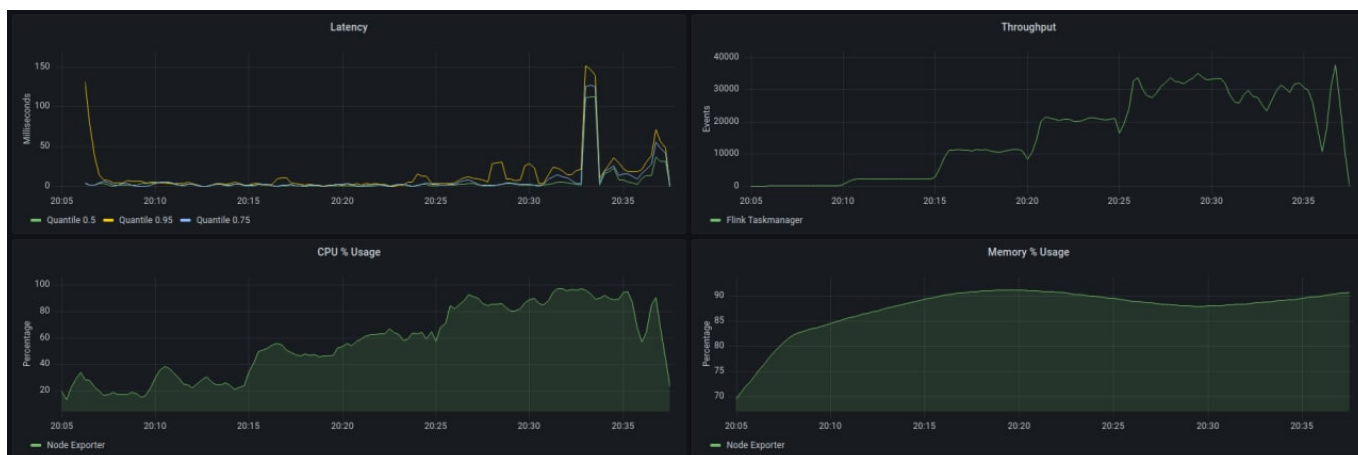 Latency
Milliseconds
150
100
50
0
20:05 20:10 20:15 20:20 20:25 20:30 20:35
Quantile 0.5 Quantile 0.95 Quantile 0.75
Throughput
Events
40000
30000
20000
10000
0
20:05 20:10 20:15 20:20 20:25 20:30 20:35
Flink Taskmanager
CPU % Usage
Percentage
100
80
60
40
20
20:05 20:10 20:15 20:20 20:25 20:30 20:35
Node Exporter
Memory % Usage
Percentage
90
85
80
75
70
20:05 20:10 20:15 20:20 20:25 20:30 20:35
Node Exporter